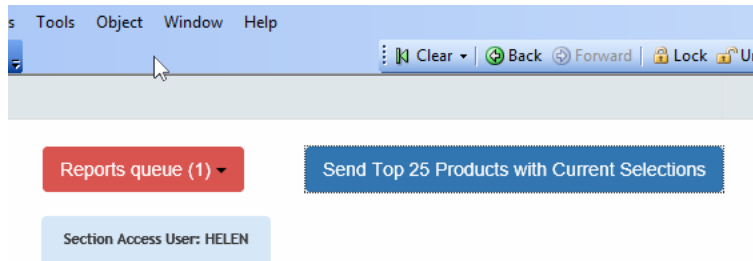 s Tools Object Window Help
Clear Back Forward Lock Un
Reports queue (1)
Send Top 25 Products with Current Selections
Section Access User: HELEN